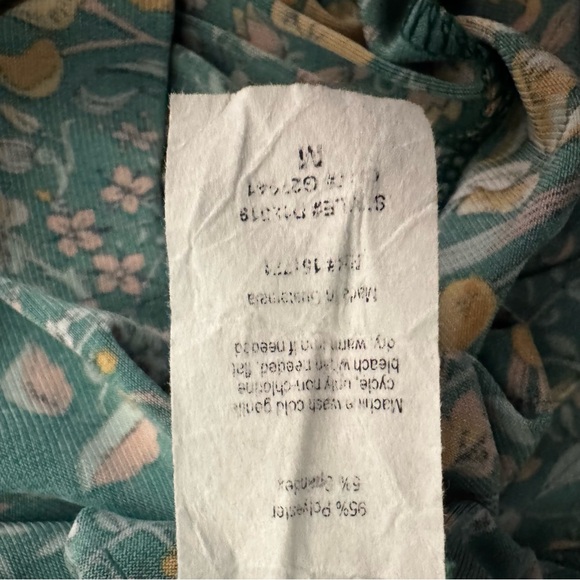 95% Polyester
5% Spandex
Machine wash cold gentle
cycle, only non-chlorine
bleach when needed, flat
dry, warm iron if needed
Made in Guatemala
151771
M